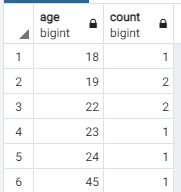 age count
bigint bigint
1 18 1
2 19 2
3 22 2
4 23 1
5 24 1
6 45 1